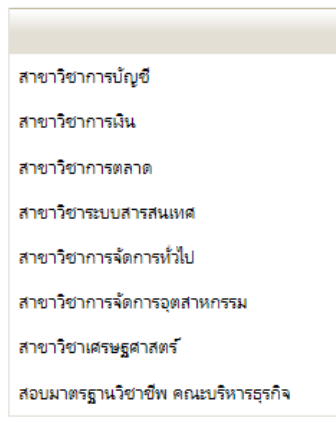 สาขาวิชาการบัญชี
สาขาวิชาการเงิน
สาขาวิชาการตลาด
สาขาวิชาระบบสารสนเทศ
สาขาวิชาการจัดการทั่วไป
สาขาวิชาการจัดการอุตสาหกรรม
สาขาวิชาเศรษฐศาสตร์
สอบมาตรฐานวิชาชีพ คณะบริหารธุรกิจ